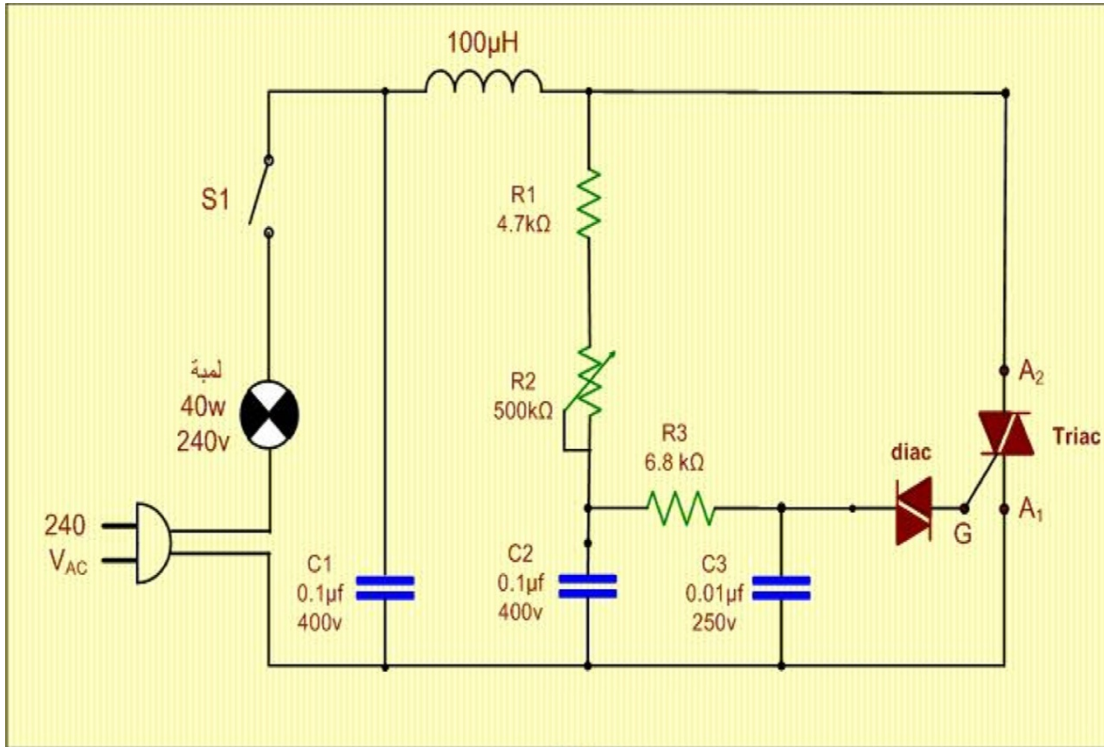 100µH
S1
R1
4.7kΩ
لمبة
40w
240v
R2
500kΩ
A2
Triac
R3
6.8 kΩ
diac
240
VAC
G
A1
C1
0.1µf
400v
C2
0.1µf
400v
C3
0.01µf
250v